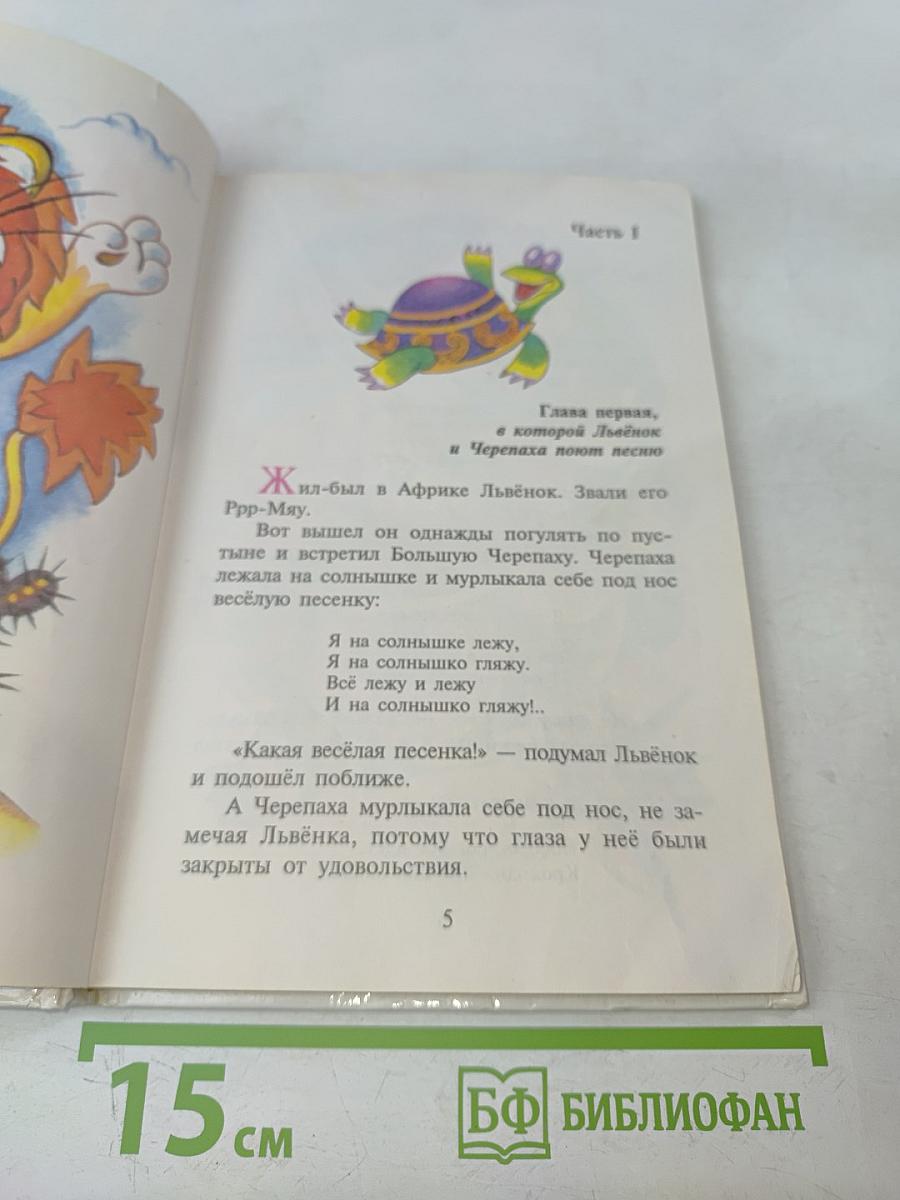 Часть 1
Глава первая,
в которой Львёнок
и Черепаха поют песню
Жил-был в Африке Львёнок. Звали его
Ррр-Мяу.
Вот вышел он однажды погулять по пус-
тыне и встретил Большую Черепаху. Черепаха
лежала на солнышке и мурлыкала себе под нос
весёлую песенку:
Я на солнышке лежу,
Я на солнышко гляжу.
Всё лежу и лежу
И на солнышко гляжу!..
«Какая весёлая песенка!» — подумал Львёнок
и подошёл поближе.
А Черепаха мурлыкала себе под нос, не за-
мечая Львёнка, потому что глаза у неё были
закрыты от удовольствия.
5
15 см
БФ БИБЛИОФАН